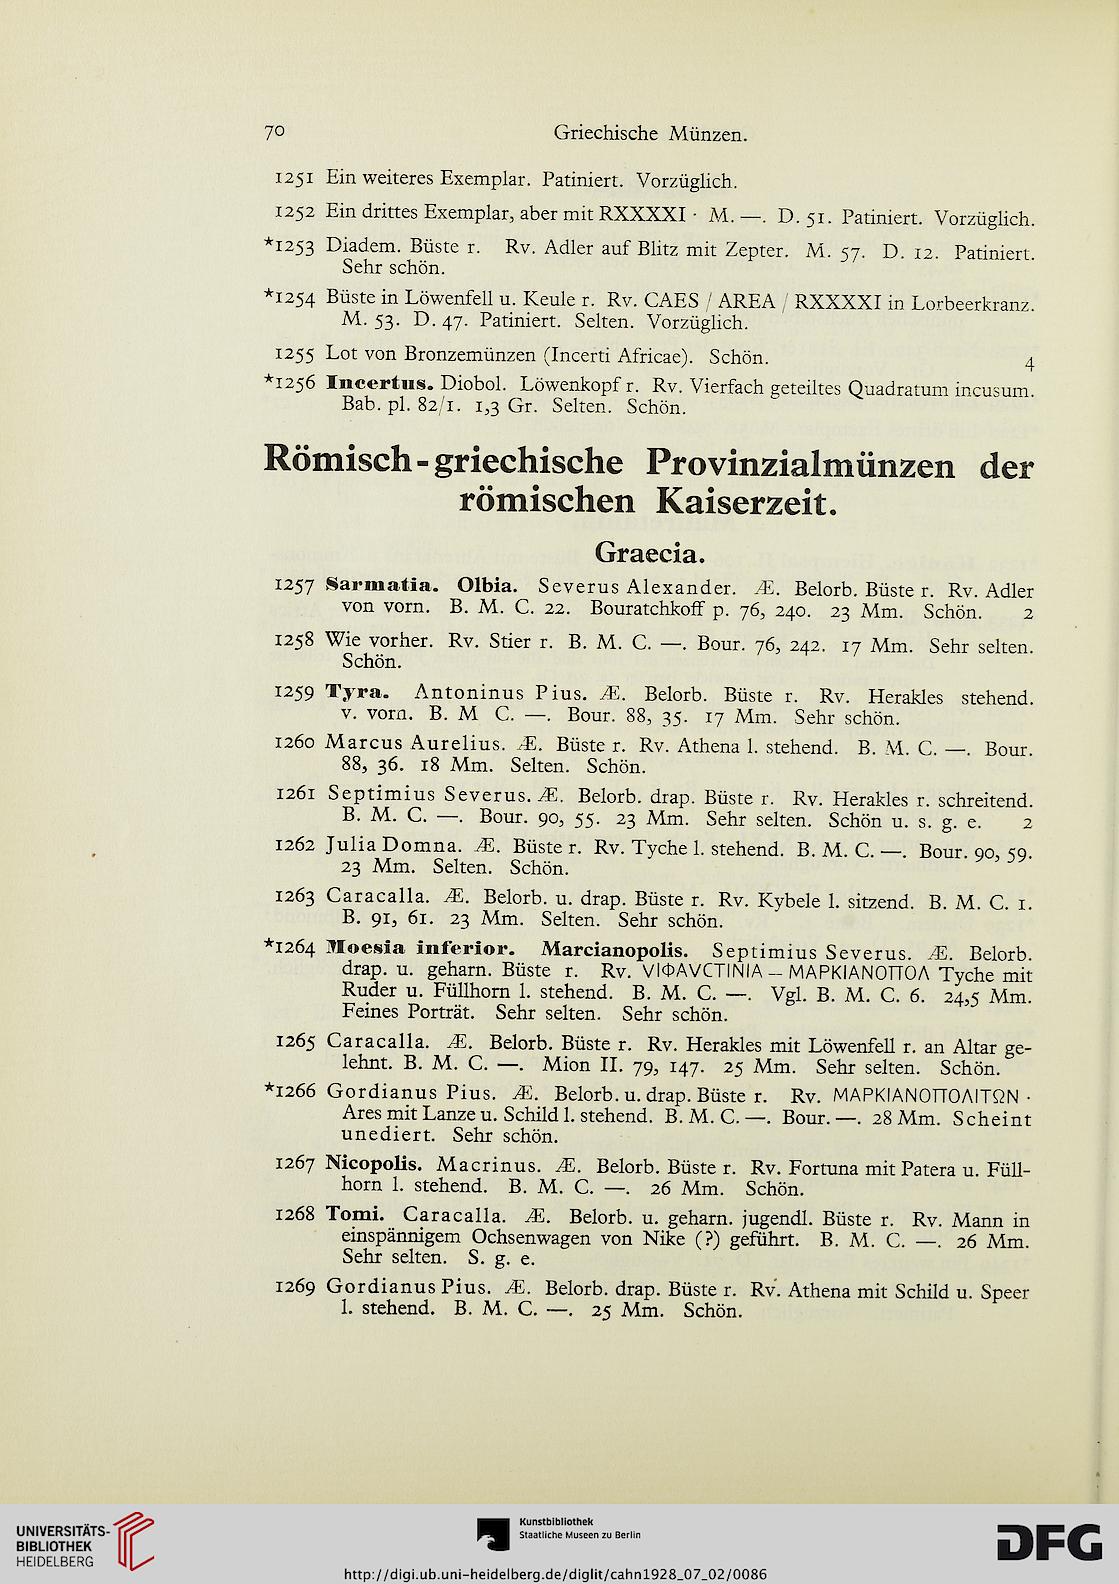 70 Griechische Münzen.
1251 Ein weiteres Exemplar. Patiniert. Vorzüglich.
1252 Ein drittes Exemplar, aber mit RXXXXI · M. —. D. 51. Patiniert. Vorzüglich.
*1253 Diadem. Büste r. Rv. Adler auf Blitz mit Zepter. M. 57. D. 12. Patiniert.
Sehr schön.
*1254 Büste in Löwenfell u. Keule r. Rv. CAES / AREA / RXXXXI in Lorbeerkranz.
M. 53. D. 47. Patiniert. Selten. Vorzüglich.
1255 Lot von Bronzemünzen (Incerti Africae). Schön. 4
*1256 Incertus. Diobol. Löwenkopf r. Rv. Vierfach geteiltes Quadratum incusum.
Bab. pl. 82/1. 1,3 Gr. Selten. Schön.
Römisch-griechische Provinzialmünzen der
römischen Kaiserzeit.
Graecia.
1257 Sarmatia. Olbia. Severus Alexander. Æ. Belorb. Büste r. Rv. Adler
von vorn. B. M. C. 22. Bouratchkoff p. 76, 240. 23 Mm. Schön. 2
1258 Wie vorher. Rv. Stier r. B. M. C. —. Bour. 76, 242. 17 Mm. Sehr selten.
Schön.
1259 Tyra. Antoninus Pius. Æ. Belorb. Büste r. Rv. Herakles stehend.
v. vorn. B. M C. —. Bour. 88, 35. 17 Mm. Sehr schön.
1260 Marcus Aurelius. Æ. Büste r. Rv. Athena l. stehend. B. M. C. —. Bour.
88, 36. 18 Mm. Selten. Schön.
1261 Septimius Severus. Æ. Belorb. drap. Büste r. Rv. Herakles r. schreitend.
B. M. C. —. Bour. 90, 55. 23 Mm. Sehr selten. Schön u. s. g. e. 2
1262 Julia Domna. Æ. Büste r. Rv. Tyche l. stehend. B. M. C. —. Bour. 90, 59.
23 Mm. Selten. Schön.
1263 Caracalla. Æ. Belorb. u. drap. Büste r. Rv. Kybele l. sitzend. B. M. C. 1.
B. 91, 61. 23 Mm. Selten. Sehr schön.
*1264 Moesia inferior. Marcianopolis. Septimius Severus. Æ. Belorb.
drap. u. geharn. Büste r. Rv. VIΦAVCTINIA — MAPKIANOΠOΛ Tyche mit
Ruder u. Füllhorn l. stehend. B. M. C. —. Vgl. B. M. C. 6. 24,5 Mm.
Feines Porträt. Sehr selten. Sehr schön.
1265 Caracalla. Æ. Belorb. Büste r. Rv. Herakles mit Löwenfell r. an Altar ge-
lehnt. B. M. C. —. Mion II. 79, 147. 25 Mm. Sehr selten. Schön.
*1266 Gordianus Pius. Æ. Belorb. u. drap. Büste r. Rv. MAPKIANOΠOΛITΩN ·
Ares mit Lanze u. Schild l. stehend. B. M. C. —. Bour. —. 28 Mm. Scheint
unediert. Sehr schön.
1267 Nicopolis. Macrinus. Æ. Belorb. Büste r. Rv. Fortuna mit Patera u. Füll-
horn l. stehend. B. M. C. —. 26 Mm. Schön.
1268 Tomi. Caracalla. Æ. Belorb. u. geharn. jugendl. Büste r. Rv. Mann in
einspännigem Ochsenwagen von Nike (?) geführt. B. M. C. —. 26 Mm.
Sehr selten. S. g. e.
1269 Gordianus Pius. Æ. Belorb. drap. Büste r. Rv. Athena mit Schild u. Speer
l. stehend. B. M. C. —. 25 Mm. Schön.
UNIVERSITÄTS-
BIBLIOTHEK
HEIDELBERG
Kunstbibliothek
Staatliche Museen zu Berlin
DFG
http://digi.ub.uni-heidelberg.de/diglit/cahn1928_07_02/0086